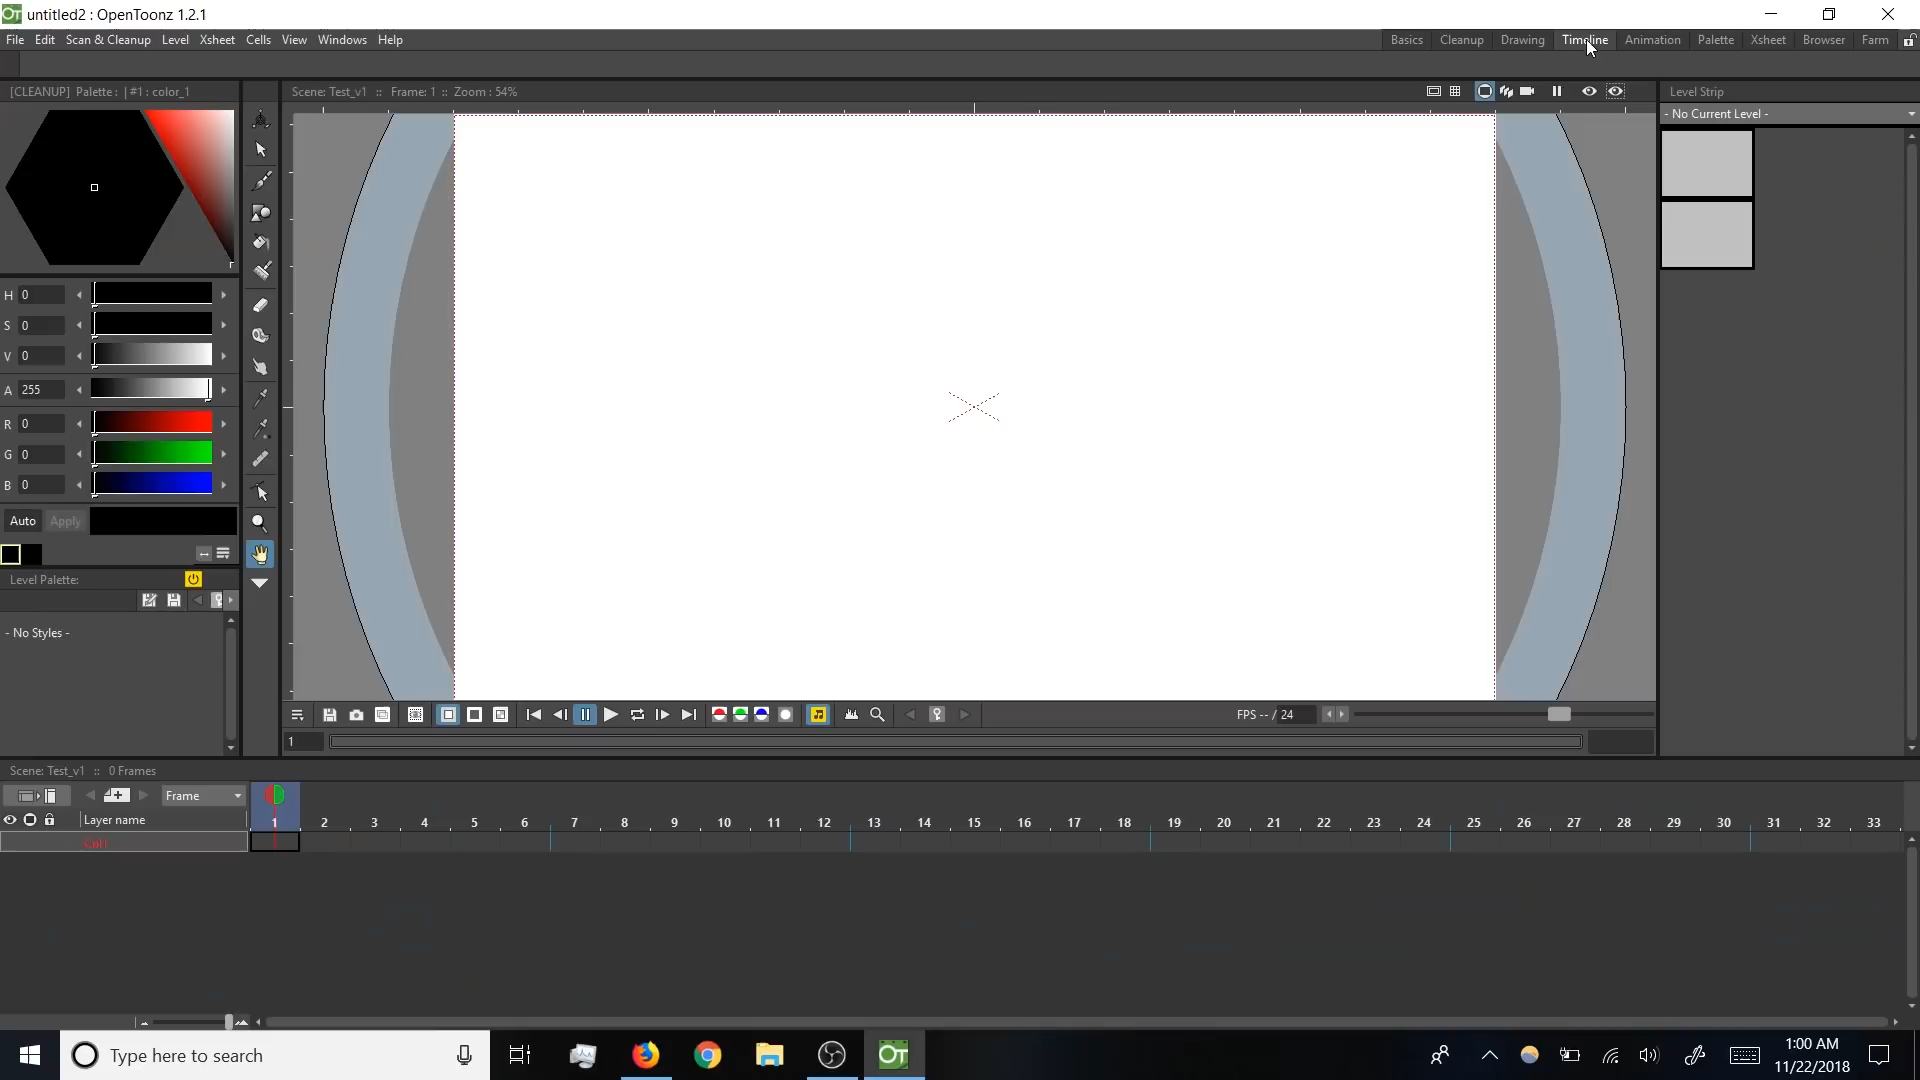 untitled2 : OpenToonz 1.2.1
File Edit Scan & Cleanup Level Xsheet Cells View Windows Help
Basics Cleanup Drawing Timeline Animation Palette Xsheet Browser Farm
[CLEANUP] Palette : | #1 : color_1
Scene: Test_v1 :: Frame: 1 :: Zoom : 54%
Level Strip
- No Current Level -
H 0
S 0
V 0
A 255
R 0
G 0
B 0
Auto Apply
Level Palette:
- No Styles -
FPS -- / 24
1
Scene: Test_v1 :: 0 Frames
Frame
Layer name
1 2 3 4 5 6 7 8 9 10 11 12 13 14 15 16 17 18 19 20 21 22 23 24 25 26 27 28 29 30 31 32 33
Col1
Type here to search
OT
1:00 AM
11/22/2018